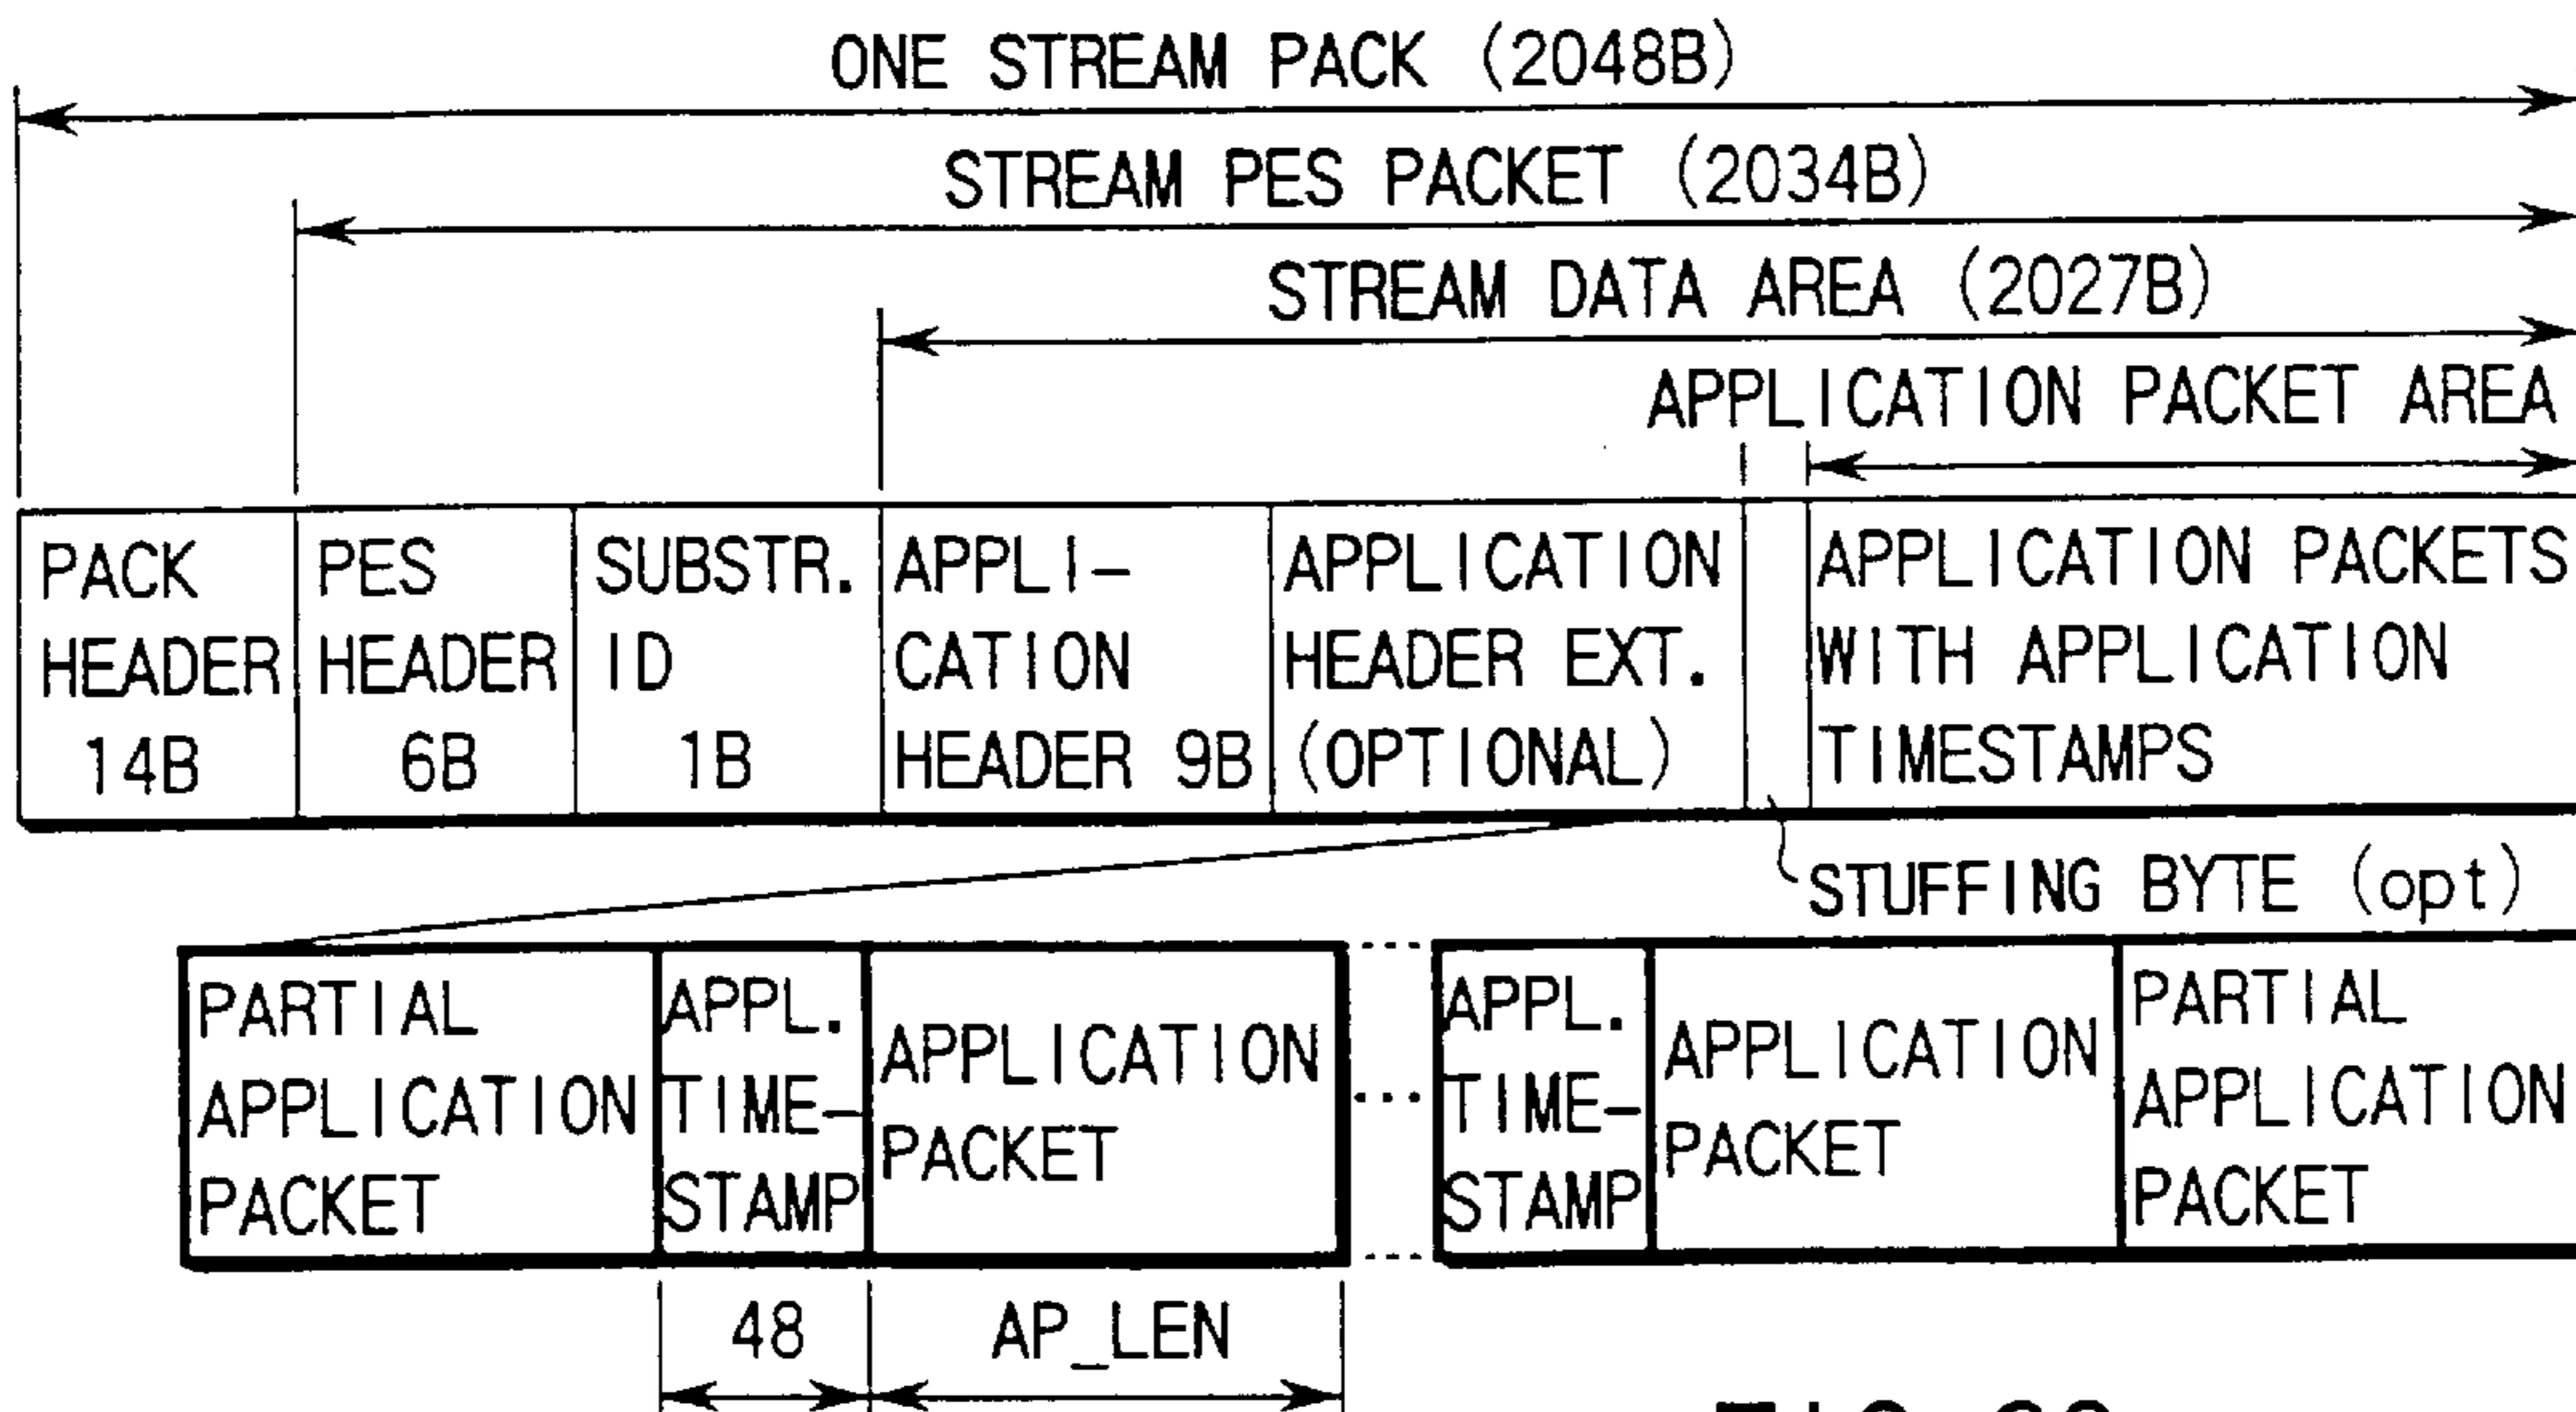 ONE STREAM PACK (2048B)
STREAM PES PACKET (2034B)
STREAM DATA AREA (2027B)
APPLICATION PACKET AREA
PACK
HEADER
14B
PES
HEADER
6B
SUBSTR.
ID
1B
APPLI-
CATION
HEADER 9B
APPLICATION
HEADER EXT.
(OPTIONAL)
APPLICATION PACKETS
WITH APPLICATION
TIMESTAMPS
STUFFING BYTE (opt)
PARTIAL
APPLICATION
PACKET
APPL.
TIME-
STAMP
APPLICATION
PACKET
...
APPL.
TIME-
STAMP
APPLICATION
PACKET
PARTIAL
APPLICATION
PACKET
48
AP_LEN